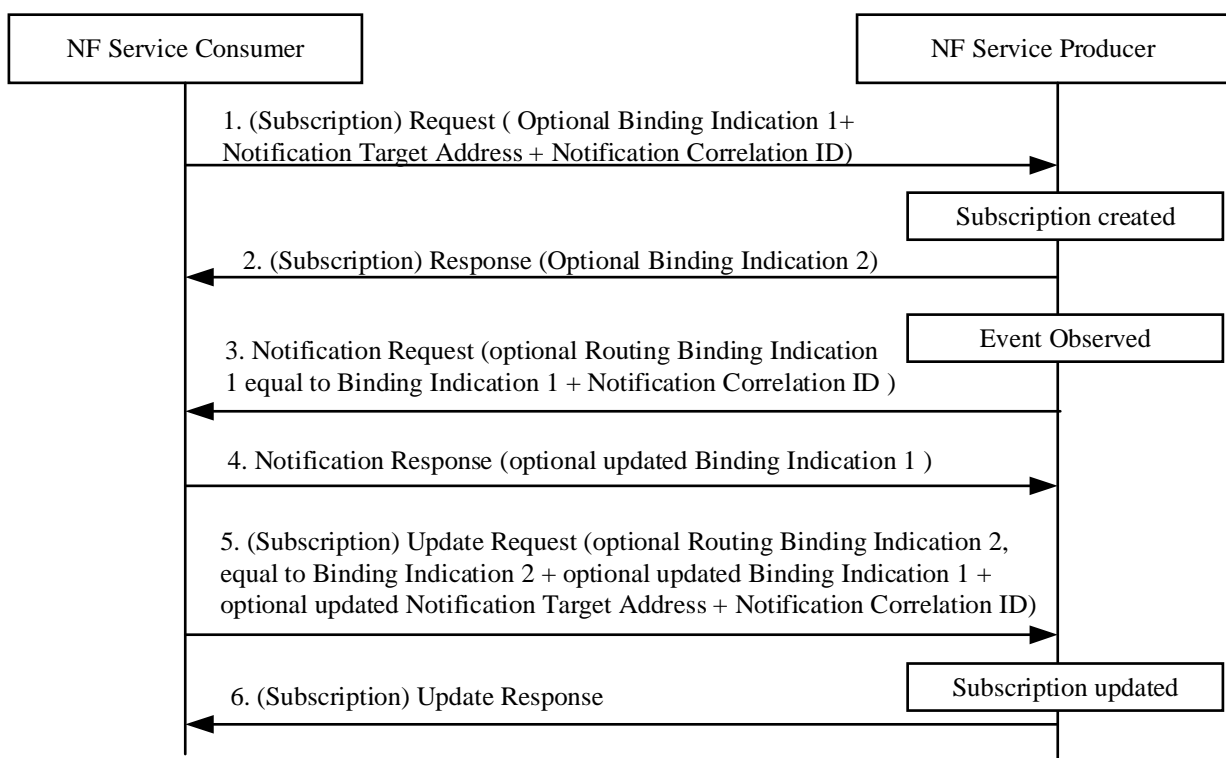 NF Service Consumer
NF Service Producer
1. (Subscription) Request ( Optional Binding Indication 1+
Notification Target Address + Notification Correlation ID)
Subscription created
2. (Subscription) Response (Optional Binding Indication 2)
Event Observed
3. Notification Request (optional Routing Binding Indication
1 equal to Binding Indication 1 + Notification Correlation ID )
4. Notification Response (optional updated Binding Indication 1 )
5. (Subscription) Update Request (optional Routing Binding Indication 2,
equal to Binding Indication 2 + optional updated Binding Indication 1 +
optional updated Notification Target Address + Notification Correlation ID)
Subscription updated
6. (Subscription) Update Response